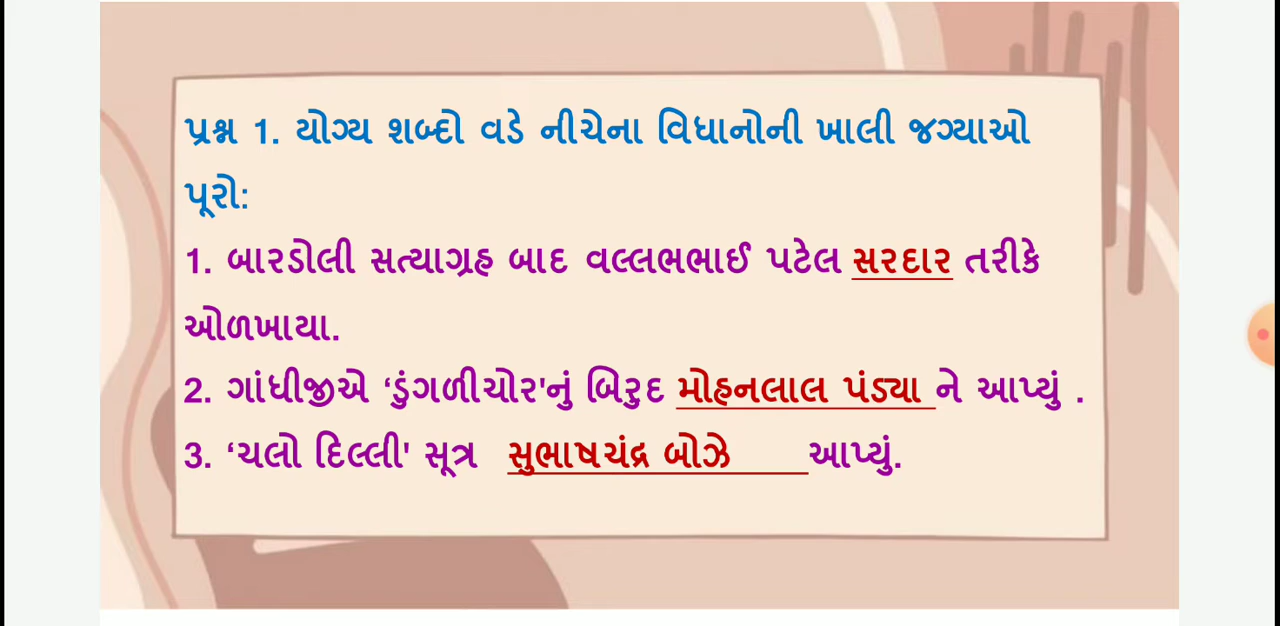 પ્રશ્ન 1. યોગ્ય શબ્દો વડે નીચેના વિધાનોની ખાલી જગ્યાઓ
પૂરો:
1. બારડોલી સત્યાગ્રહ બાદ વલ્લભભાઈ પટેલ સરદાર તરીકે
ઓળખાયા.
2. ગાંધીજીએ ‘ડુંગળીચોર'નું બિરુદ મોહનલાલ પંડ્યા ને આપ્યું .
3. ‘ચલો દિલ્લી' સૂત્ર સુભાષચંદ્ર બોઝે આપ્યું.